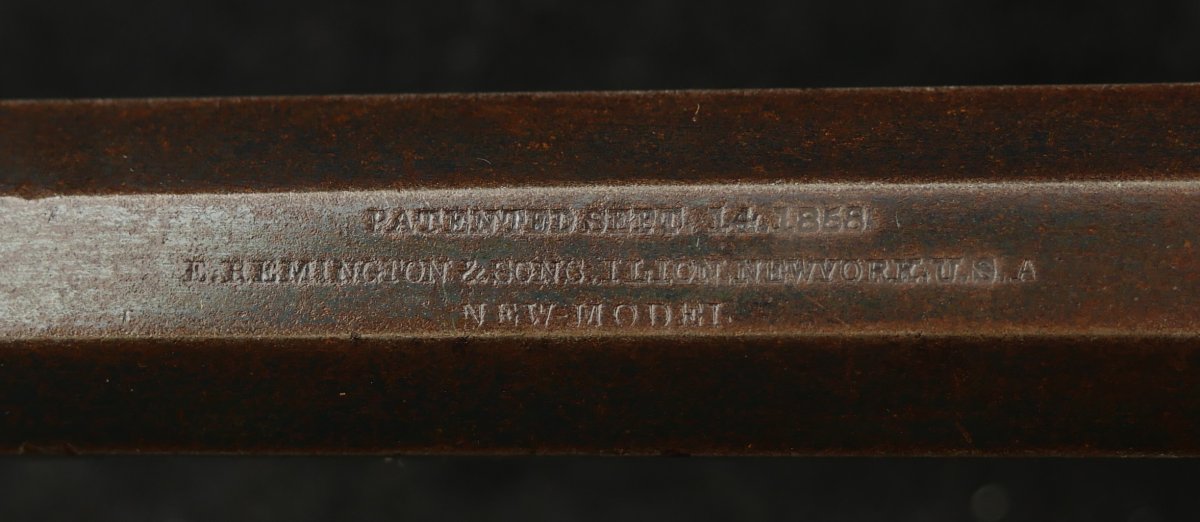 PATENTED SEPT. 14, 1858
E. REMINGTON & SONS, ILION, NEW YORK, U.S.A
NEW-MODEL